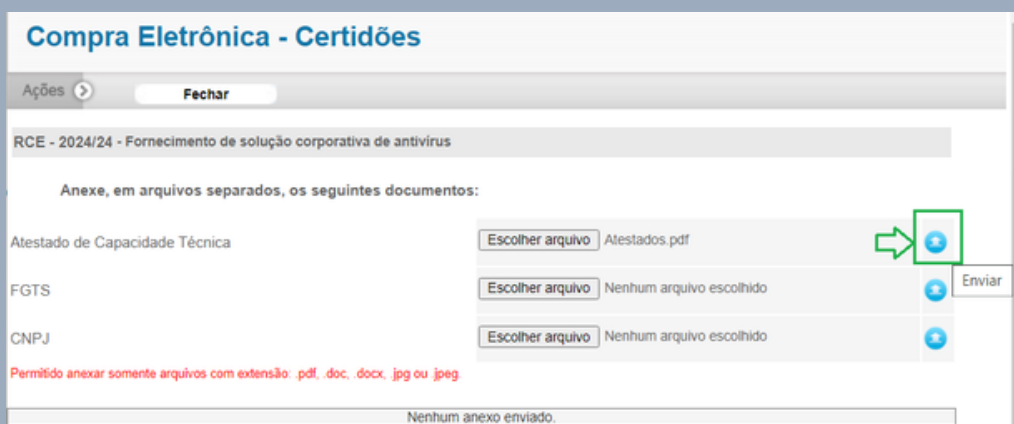 Compra Eletrônica - Certidões
Ações Fechar
RCE - 2024/24 - Fornecimento de solução corporativa de antivírus
Anexe, em arquivos separados, os seguintes documentos:
Atestado de Capacidade Técnica Escolher arquivo Atestados.pdf
Enviar
FGTS Escolher arquivo Nenhum arquivo escolhido
CNPJ Escolher arquivo Nenhum arquivo escolhido
Permitido anexar somente arquivos com extensão: .pdf, .doc, .docx, .jpg ou .jpeg.
Nenhum anexo enviado.